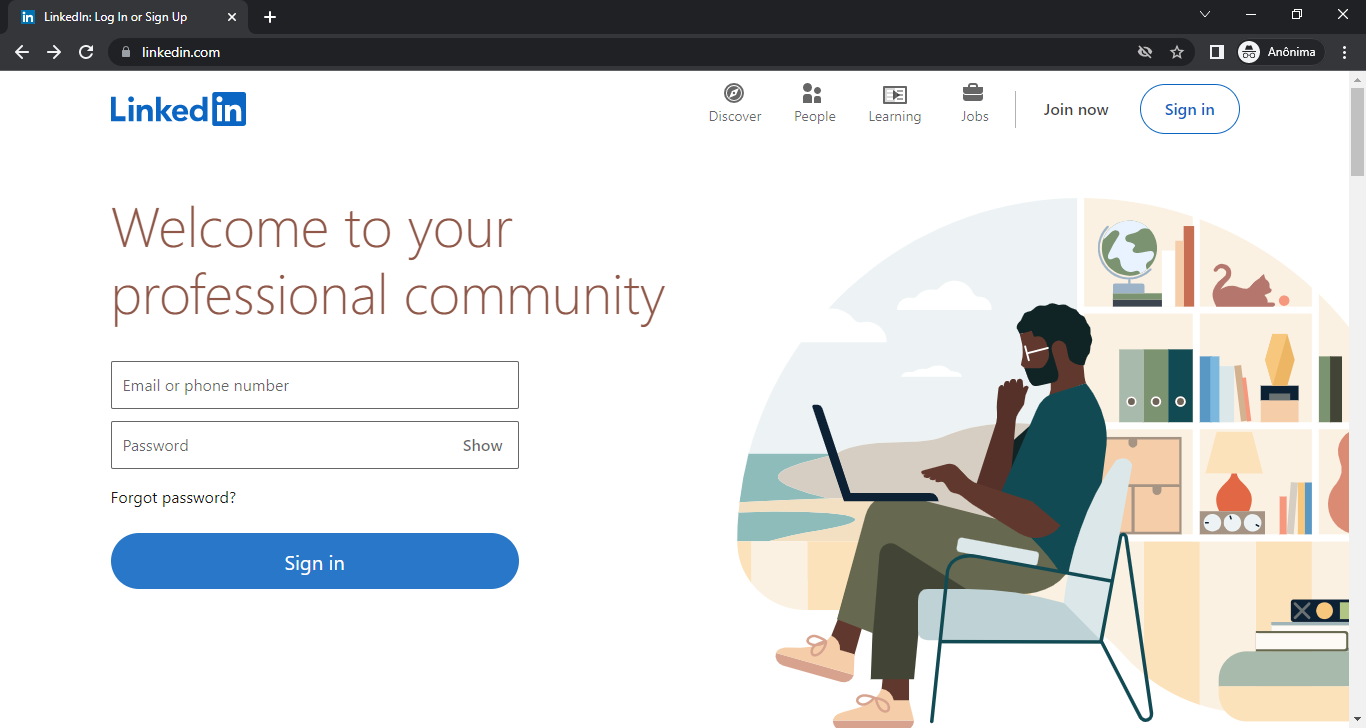 LinkedIn: Log In or Sign Up
linkedin.com
Anônima
Linkedin
Discover
People
Learning
Jobs
Join now
Sign in
Welcome to your
professional community
Email or phone number
Password
Show
Forgot password?
Sign in